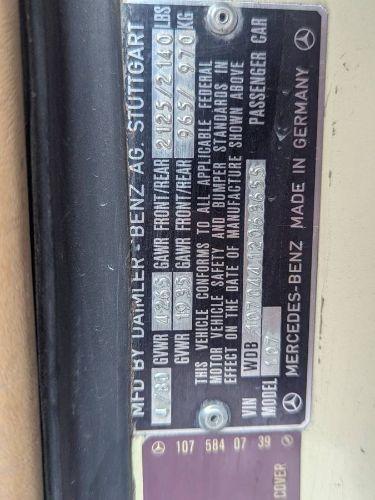 MFD BY DAIMLER-BENZ AG. STUTTGART
GVWR 4265 GAWR FRONT/REAR 2125/2140 LBS
GVWR 1935 GAWR FRONT/REAR 965/970 KG
THIS VEHICLE CONFORMS TO ALL APPLICABLE FEDERAL
MOTOR VEHICLE SAFETY AND BUMPER STANDARDS IN
EFFECT ON THE DATE OF MANUFACTURE SHOWN ABOVE
VIN WDB
MODEL 107 PASSENGER CAR
MERCEDES-BENZ MADE IN GERMANY
107 584 07 39
COVER